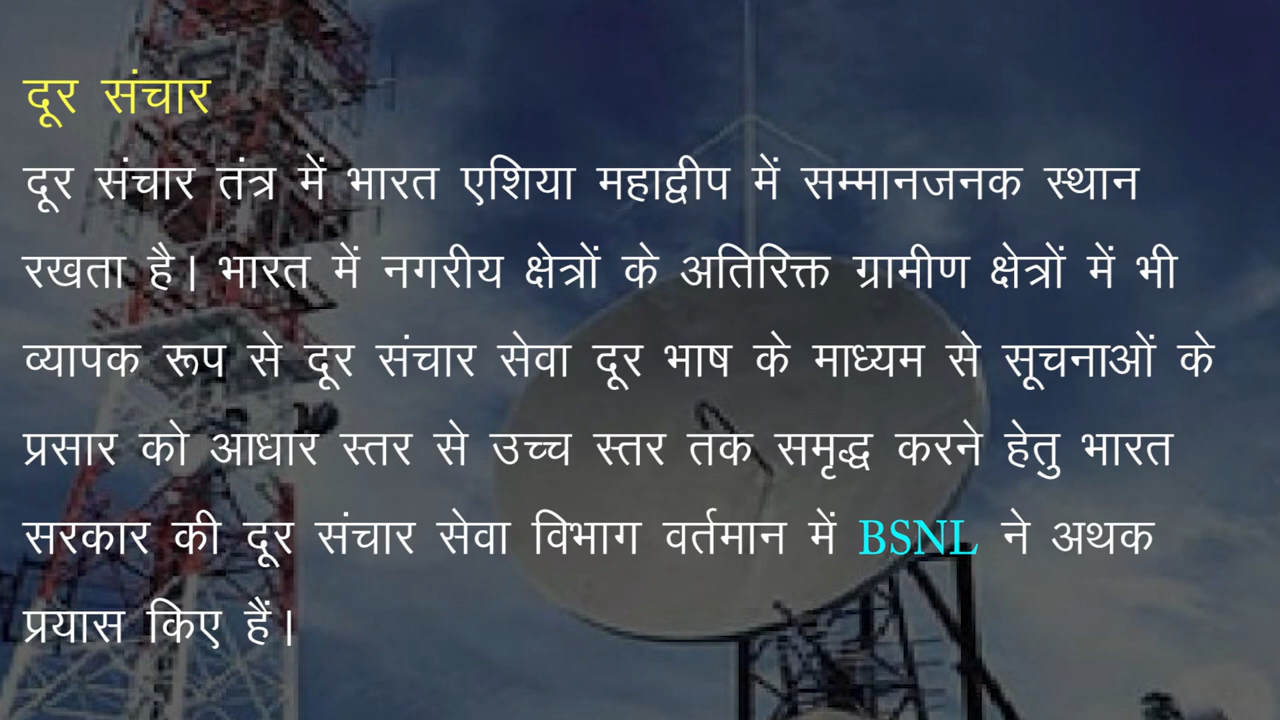 दूर संचार
दूर संचार तंत्र में भारत एशिया महाद्वीप में सम्मानजनक स्थान
रखता है। भारत में नगरीय क्षेत्रों के अतिरिक्त ग्रामीण क्षेत्रों में भी
व्यापक रूप से दूर संचार सेवा दूर भाष के माध्यम से सूचनाओं के
प्रसार को आधार स्तर से उच्च स्तर तक समृद्ध करने हेतु भारत
सरकार की दूर संचार सेवा विभाग वर्तमान में BSNL ने अथक
प्रयास किए हैं।